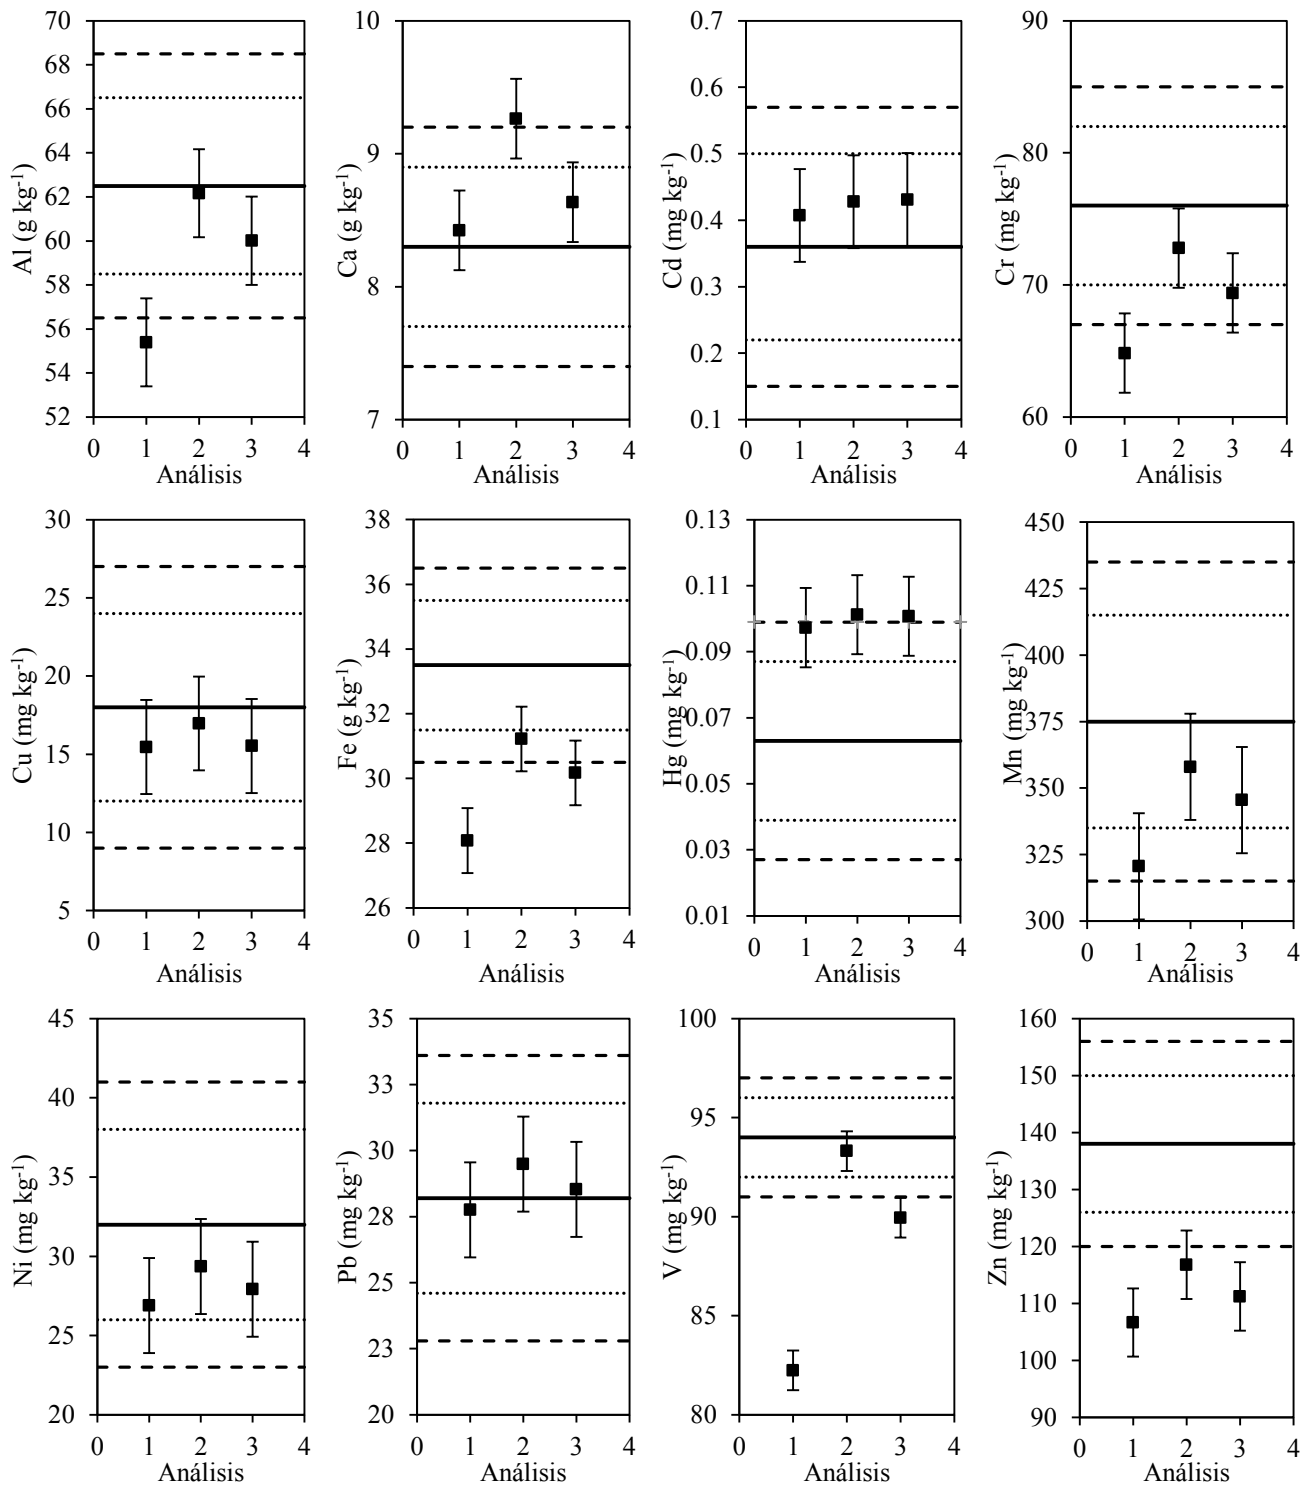 Al (g kg-1)
70
68
66
64
62
60
58
56
54
52
0 1 2 3 4
Análisis
Ca (g kg-1)
10
9
8
7
0 1 2 3 4
Análisis
Cd (mg kg-1)
0.7
0.6
0.5
0.4
0.3
0.2
0.1
0 1 2 3 4
Análisis
Cr (mg kg-1)
90
80
70
60
0 1 2 3 4
Análisis
Cu (mg kg-1)
30
25
20
15
10
5
0 1 2 3 4
Análisis
Fe (g kg-1)
38
36
34
32
30
28
26
0 1 2 3 4
Análisis
Hg (mg kg-1)
0.13
0.11
0.09
0.07
0.05
0.03
0.01
0 1 2 3 4
Análisis
Mn (mg kg-1)
450
425
400
375
350
325
300
0 1 2 3 4
Análisis
Ni (mg kg-1)
45
40
35
30
25
20
0 1 2 3 4
Análisis
Pb (mg kg-1)
35
33
30
28
25
23
20
0 1 2 3 4
Análisis
V (mg kg-1)
100
95
90
85
80
0 1 2 3 4
Análisis
Zn (mg kg-1)
160
150
140
130
120
110
100
90
0 1 2 3 4
Análisis